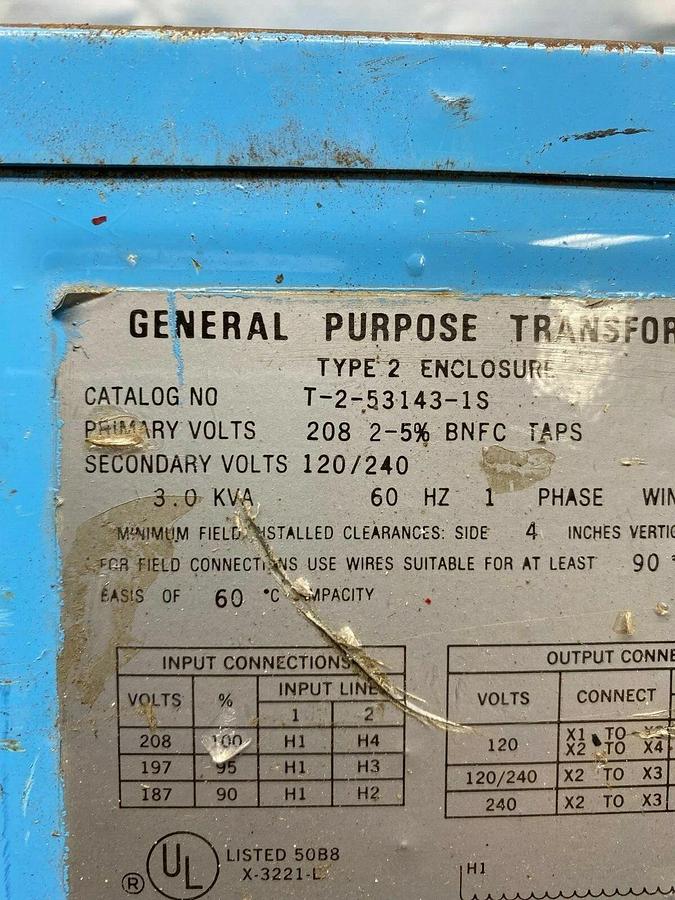 GENERAL PURPOSE TRANSFOR
TYPE 2 ENCLOSURE
CATALOG NO T-2-53143-1S
PRIMARY VOLTS 208 2-5% BNFC TAPS
SECONDARY VOLTS 120/240
3.0 KVA 60 HZ 1 PHASE WIN
MINIMUM FIELD INSTALLED CLEARANCES: SIDE 4 INCHES VERTIC
FOR FIELD CONNECTIONS USE WIRES SUITABLE FOR AT LEAST 90 °
BASIS OF 60 °C AMPACITY
INPUT CONNECTIONS
VOLTS % INPUT LINE
1 2
208 100 H1 H4
197 95 H1 H3
187 90 H1 H2
OUTPUT CONNE
VOLTS CONNECT
120 X1 TO X3
X2 TO X4
120/240 X2 TO X3
240 X2 TO X3
® UL LISTED 50B8
X-3221-L
H1